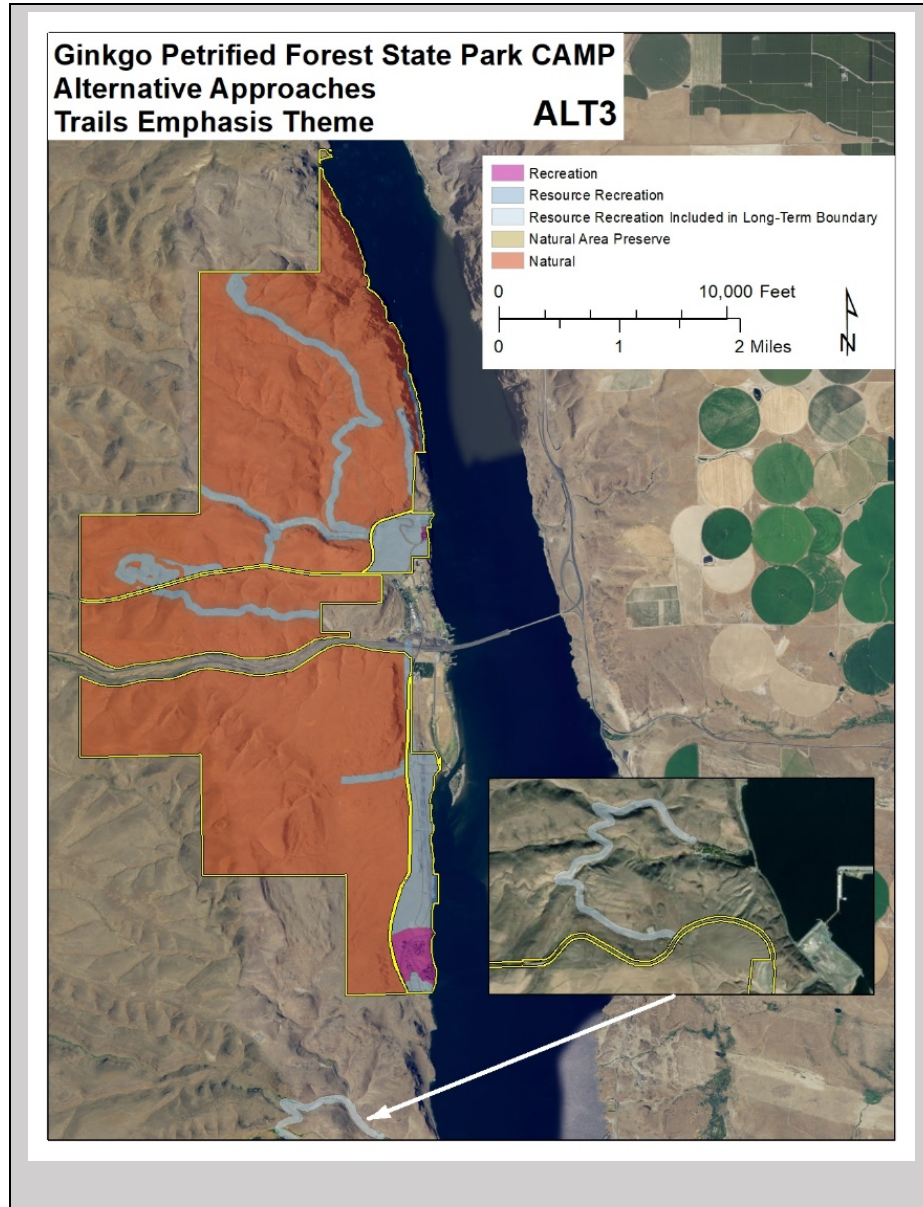 Ginkgo Petrified Forest State Park CAMP
Alternative Approaches
Trails Emphasis Theme ALT3
Recreation
Resource Recreation
Resource Recreation Included in Long-Term Boundary
Natural Area Preserve
Natural
0 10,000 Feet
0 1 2 Miles
N